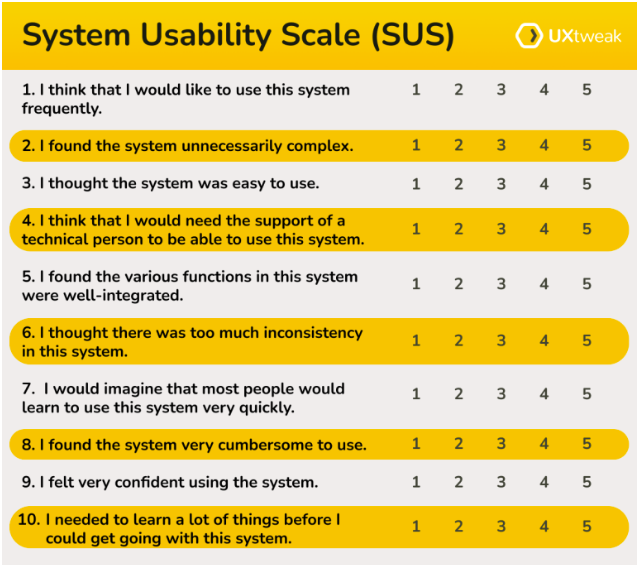 System Usability Scale (SUS)
UXtweak
1. I think that I would like to use this system 1 2 3 4 5
frequently.
2. I found the system unnecessarily complex. 1 2 3 4 5
3. I thought the system was easy to use. 1 2 3 4 5
4. I think that I would need the support of a 1 2 3 4 5
technical person to be able to use this system.
5. I found the various functions in this system 1 2 3 4 5
were well-integrated.
6. I thought there was too much inconsistency 1 2 3 4 5
in this system.
7. I would imagine that most people would 1 2 3 4 5
learn to use this system very quickly.
8. I found the system very cumbersome to use. 1 2 3 4 5
9. I felt very confident using the system. 1 2 3 4 5
10. I needed to learn a lot of things before I 1 2 3 4 5
could get going with this system.